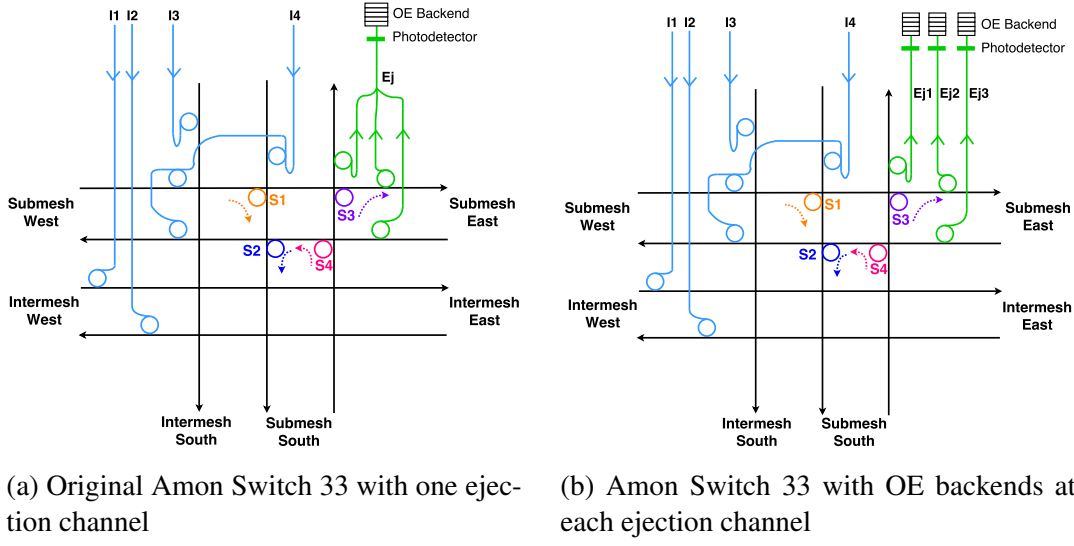 I1 I2 I3 I4
OE Backend
Photodetector
Ej
S1
S3
Submesh
West
Submesh
East
S2
S4
Intermesh
West
Intermesh
East
Intermesh
South
Submesh
South
(a) Original Amon Switch 33 with one ejec-
tion channel
I1 I2 I3 I4
OE Backend
Photodetector
Ej1 Ej2 Ej3
S1
S3
Submesh
West
Submesh
East
S2
S4
Intermesh
West
Intermesh
East
Intermesh
South
Submesh
South
(b) Amon Switch 33 with OE backends at
each ejection channel